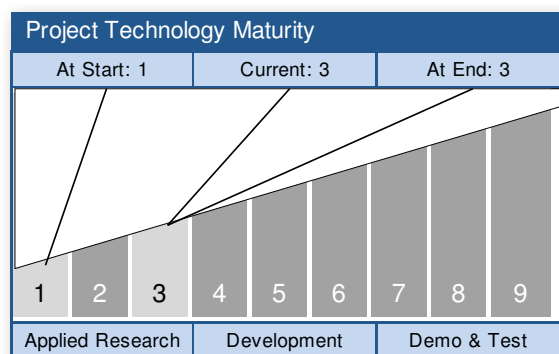 Project Technology Maturity
At Start: 1 Current: 3 At End: 3
1 2 3 4 5 6 7 8 9
Applied Research Development Demo & Test